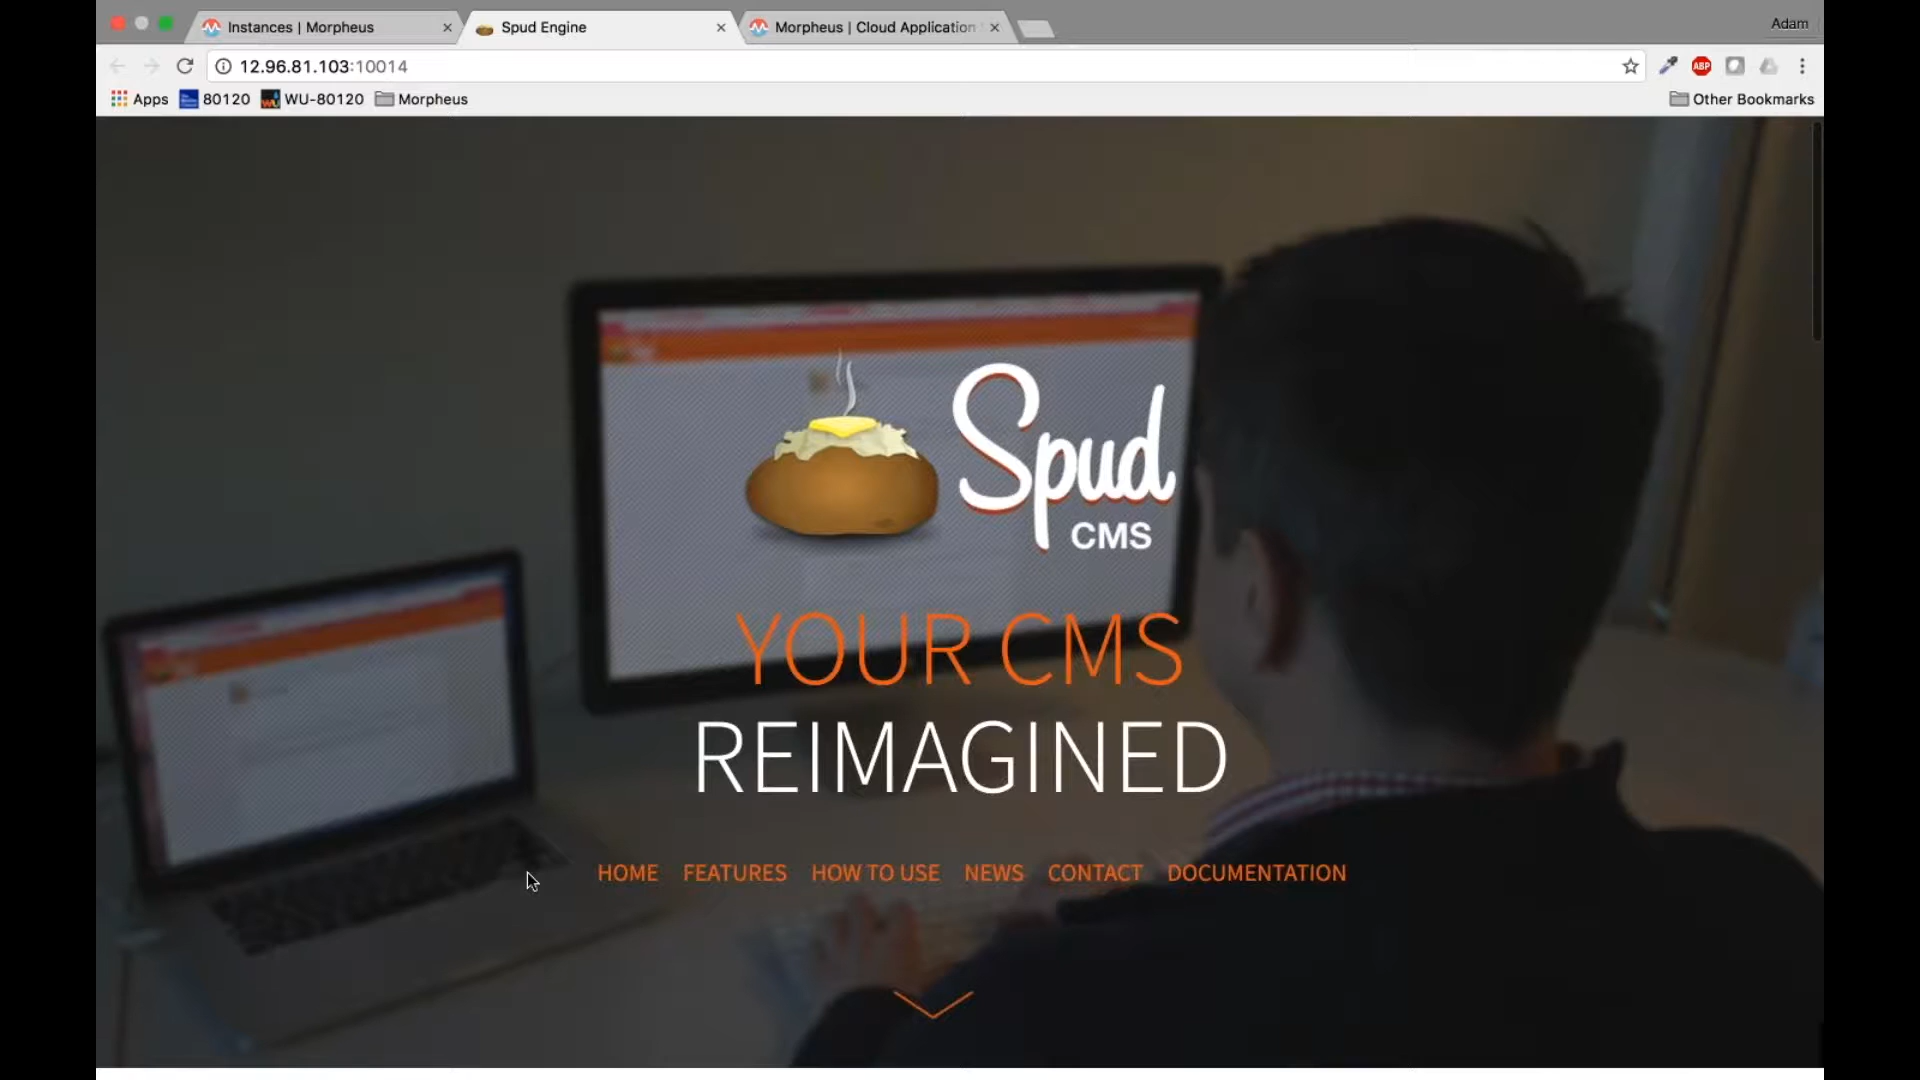 Instances | Morpheus
Spud Engine
Morpheus | Cloud Application
Adam
12.96.81.103:10014
ABP
Apps
80120
WU-80120
Morpheus
Other Bookmarks
Spud
CMS
YOUR CMS
REIMAGINED
HOME FEATURES HOW TO USE NEWS CONTACT DOCUMENTATION